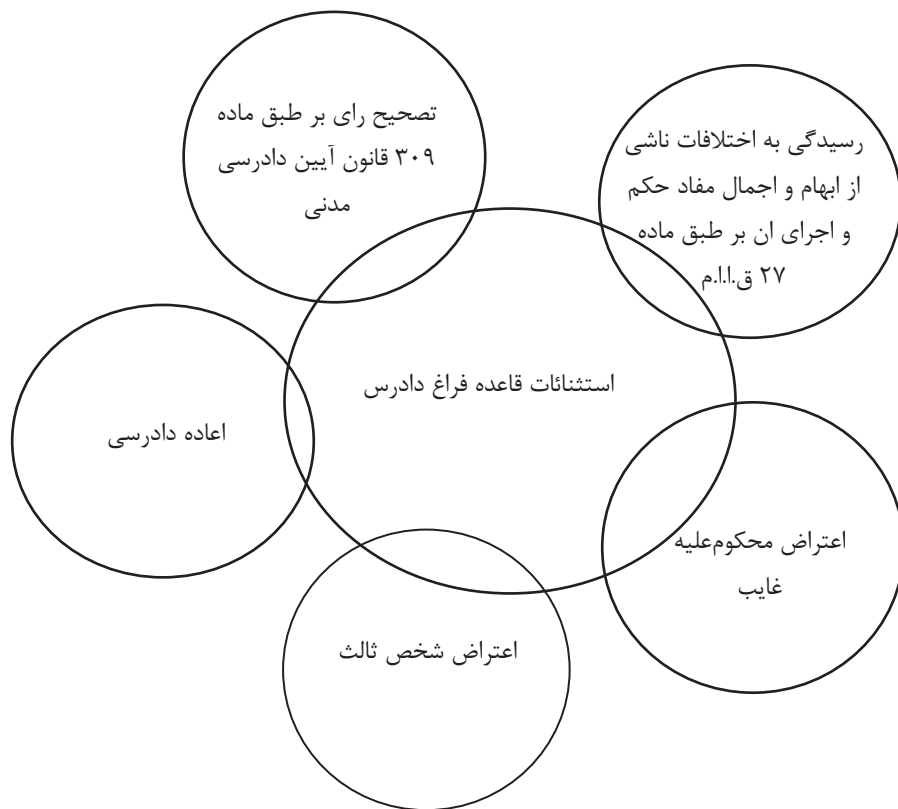 تصحیح رای بر طبق ماده
۳۰۹ قانون آیین دادرسی
مدنی
رسیدگی به اختلافات ناشی
از ابهام و اجمال مفاد حکم
و اجرای ان بر طبق ماده
۲۷ ق.ا.ا.م
استثنائات قاعده فراغ دادرس
اعاده دادرسی
اعتراض محکوم‌علیه
غایب
اعتراض شخص ثالث